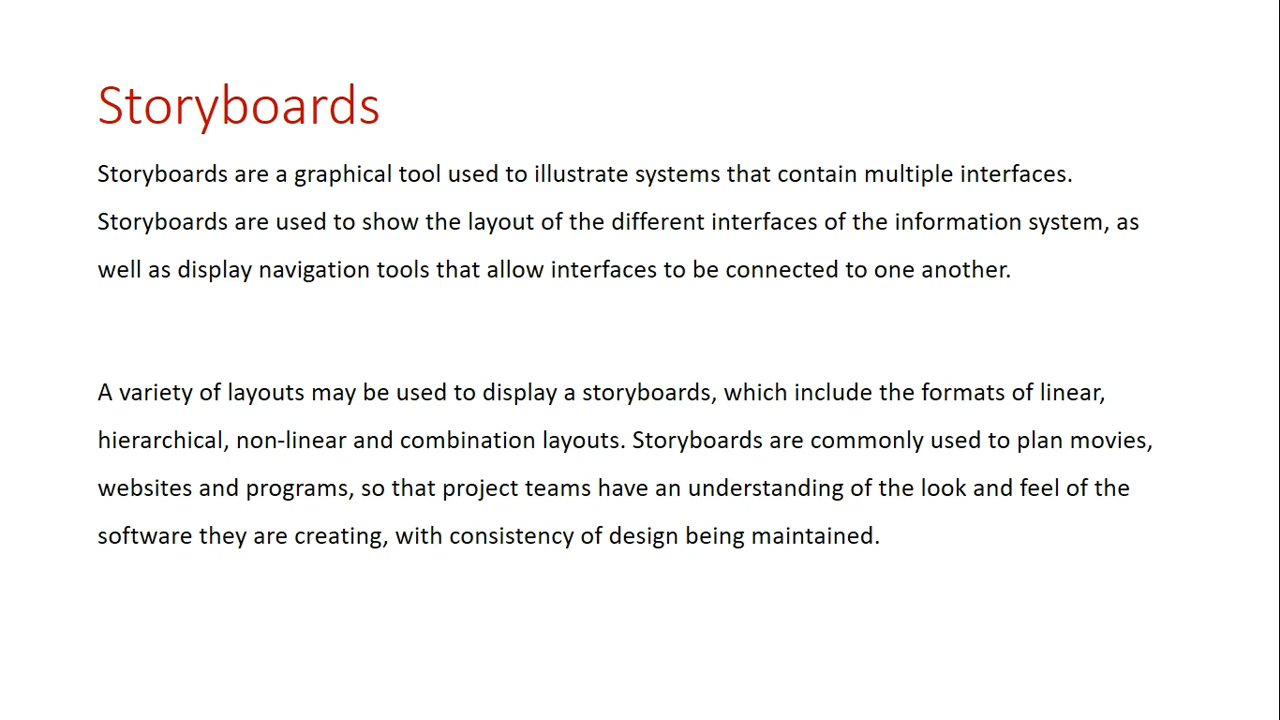 Storyboards
Storyboards are a graphical tool used to illustrate systems that contain multiple interfaces.
Storyboards are used to show the layout of the different interfaces of the information system, as
well as display navigation tools that allow interfaces to be connected to one another.
A variety of layouts may be used to display a storyboards, which include the formats of linear,
hierarchical, non-linear and combination layouts. Storyboards are commonly used to plan movies,
websites and programs, so that project teams have an understanding of the look and feel of the
software they are creating, with consistency of design being maintained.